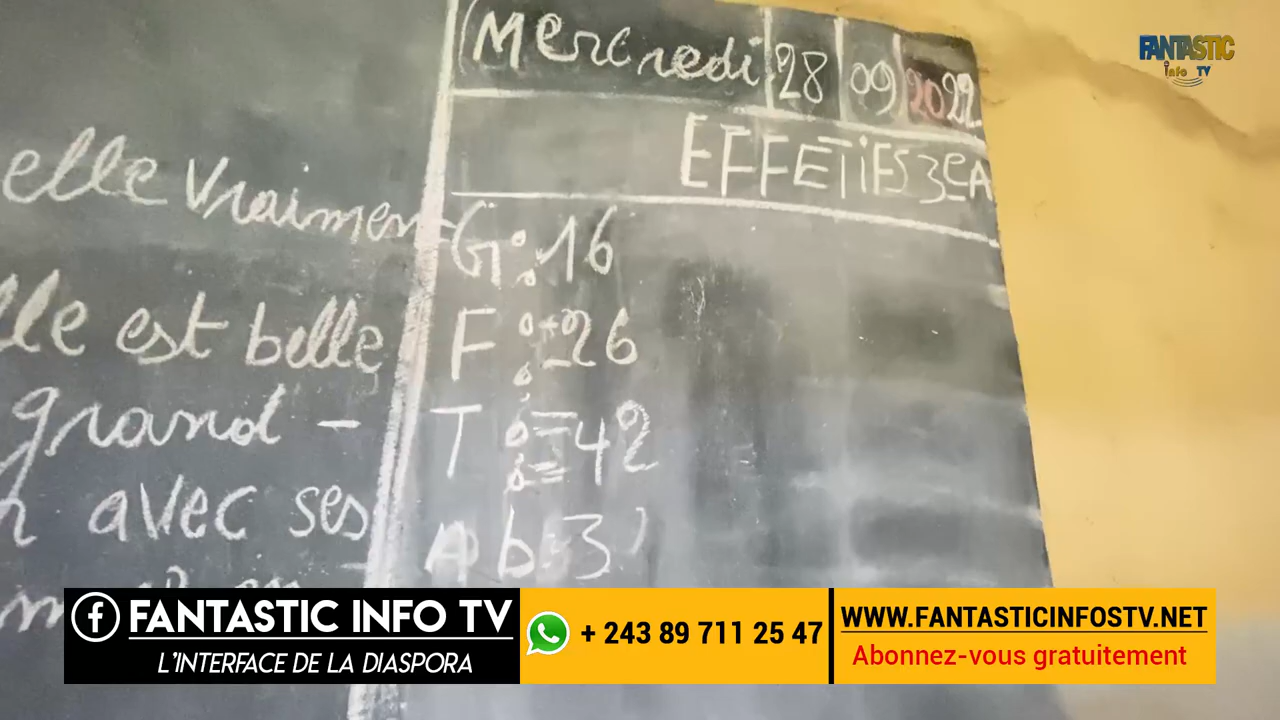 FANTASTIC
Info TV
Mercredi 28 09 2022
EFFETiFS 3eA
elle Vraiment
G : 16
F : 26
lle est belle
T : = 42
grand -
Ab : 3
avec ses
FANTASTIC INFO TV
L'INTERFACE DE LA DIASPORA
+ 243 89 711 25 47
WWW.FANTASTICINFOSTV.NET
Abonnez-vous gratuitement